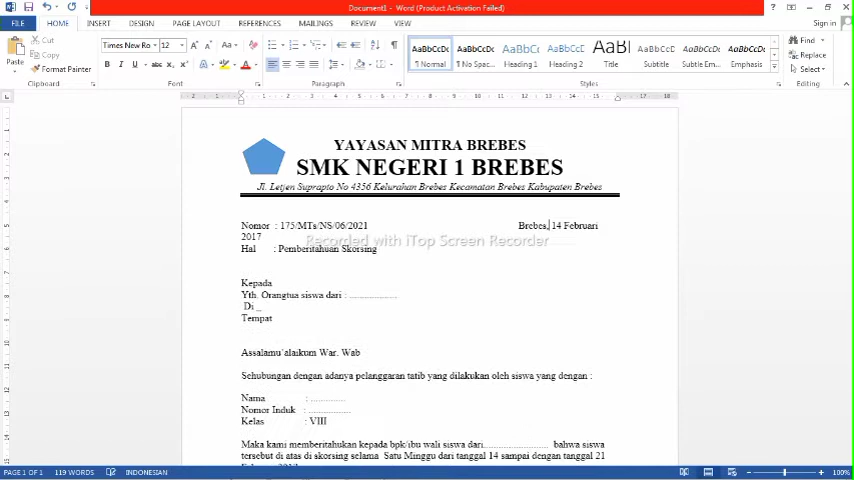 Document1 - Word (Product Activation Failed)
FILE HOME INSERT DESIGN PAGE LAYOUT REFERENCES MAILINGS REVIEW VIEW Sign in
Paste
Cut
Copy
Format Painter
Clipboard
Times New Ro 12
Font
Paragraph
AaBbCcDc AaBbCcDc AaBbCcDc AaBbCcDc AaBbC AaBbCcDc AaBbCcDc AaBbCcDc
¶ Normal ¶ No Spac... Heading 1 Heading 2 Title Subtitle Subtle Em... Emphasis
Styles
Find
Replace
Select
Editing
YAYASAN MITRA BREBES
SMK NEGERI 1 BREBES
Jl. Letjen Suprapto No 4356 Kelurahan Brebes Kecamatan Brebes Kabupaten Brebes
Nomor : 175/MTs/NS/06/2021 Brebes, 14 Februari
2017
Recorded with iTop Screen Recorder
Hal : Pemberitahuan Skorsing
Kepada
Yth. Orangtua siswa dari : ...................
Di _
Tempat
Assalamu'alaikum War. Wab
Sehubungan dengan adanya pelanggaran tatib yang dilakukan oleh siswa yang dengan :
Nama : ..............
Nomor Induk : .................
Kelas : VIII
Maka kami memberitahukan kepada bpk/ibu wali siswa dari.......................... bahwa siswa
tersebut di atas di skorsing selama Satu Minggu dari tanggal 14 sampai dengan tanggal 21
PAGE 1 OF 1 119 WORDS INDONESIAN 100%